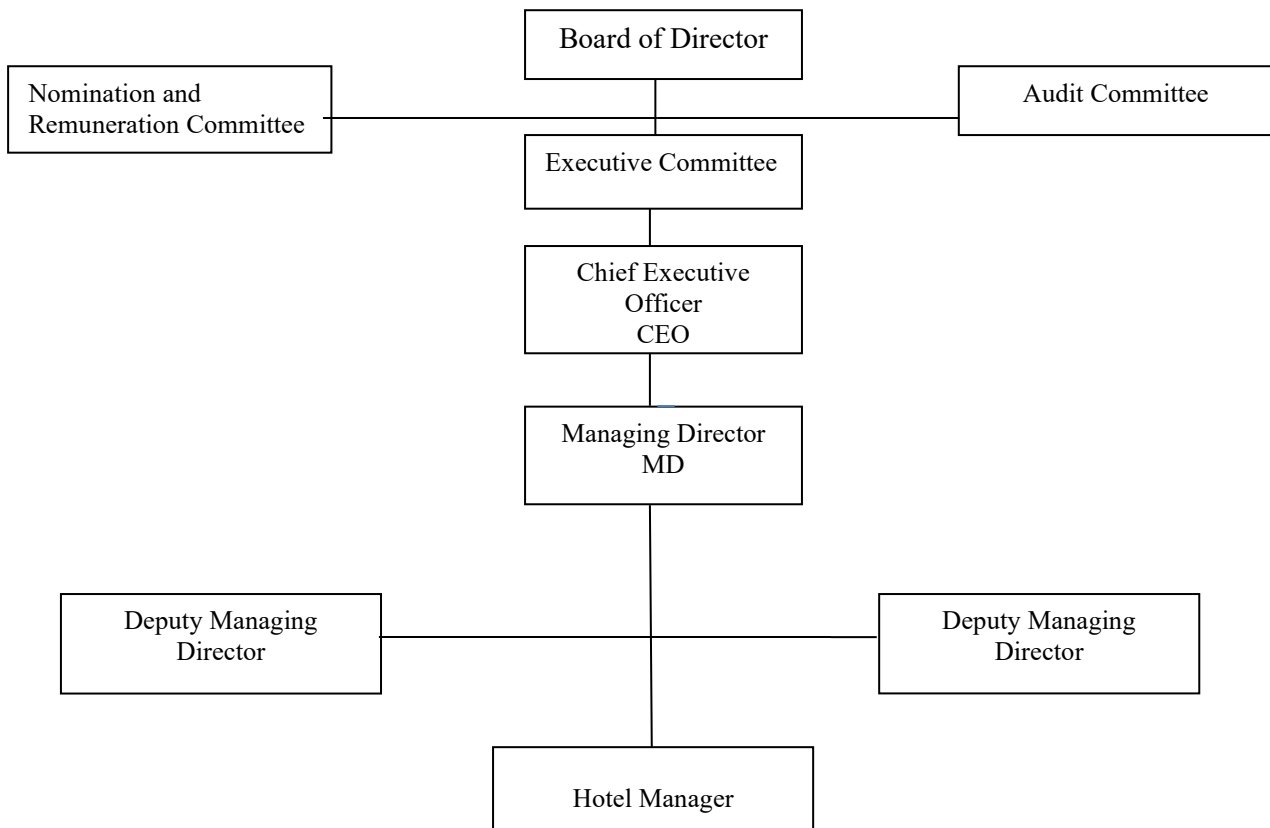 Board of Director
Nomination and
Remuneration Committee
Audit Committee
Executive Committee
Chief Executive
Officer
CEO
Managing Director
MD
Deputy Managing
Director
Deputy Managing
Director
Hotel Manager